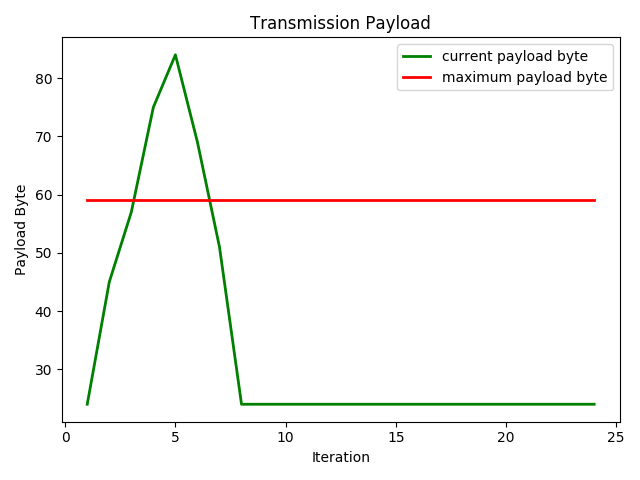 Transmission Payload
current payload byte
maximum payload byte
Payload Byte
80
70
60
50
40
30
0 5 10 15 20 25
Iteration